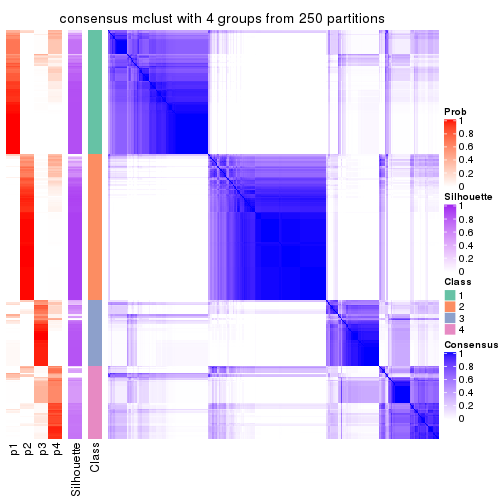 consensus mclust with 4 groups from 250 partitions
Prob
1
0.8
0.6
0.4
0.2
0
Silhouette
1
0.8
0.6
0.4
0.2
0
Class
1
2
3
4
Consensus
1
0.8
0.6
0.4
0.2
0
p1
p2
p3
p4
Silhouette
Class